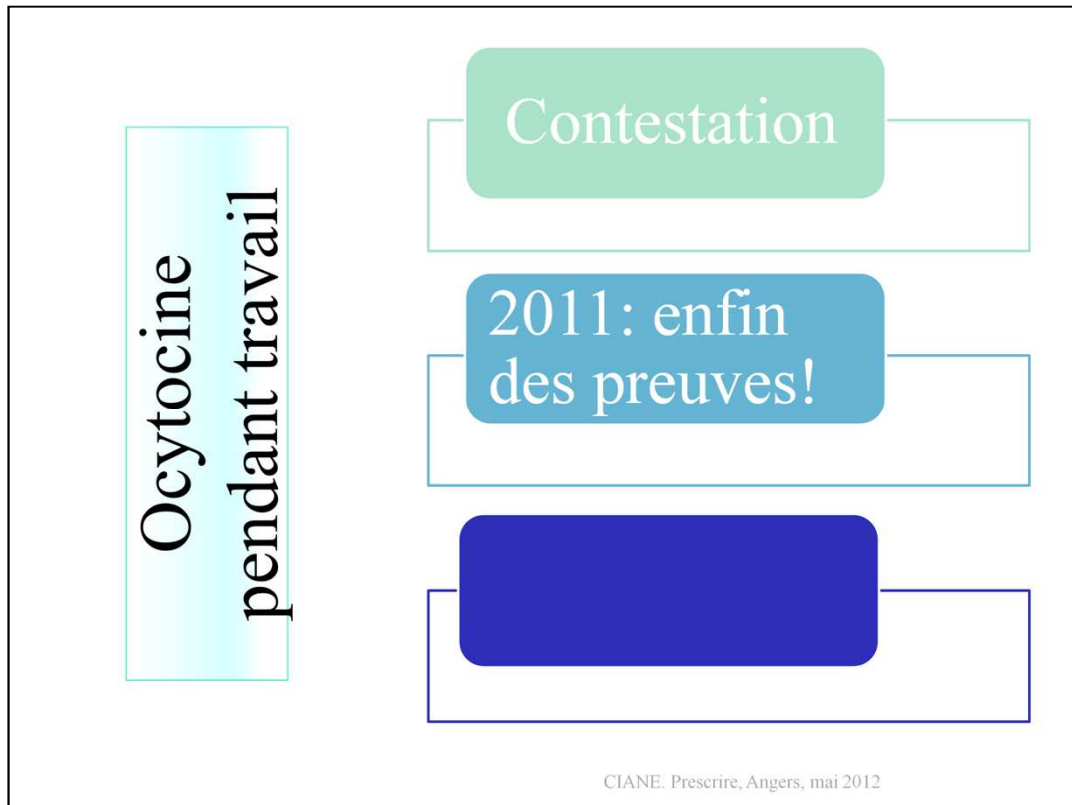 Ocytocine
pendant travail
Contestation
2011: enfin
des preuves!
CIANE. Prescrire, Angers, mai 2012